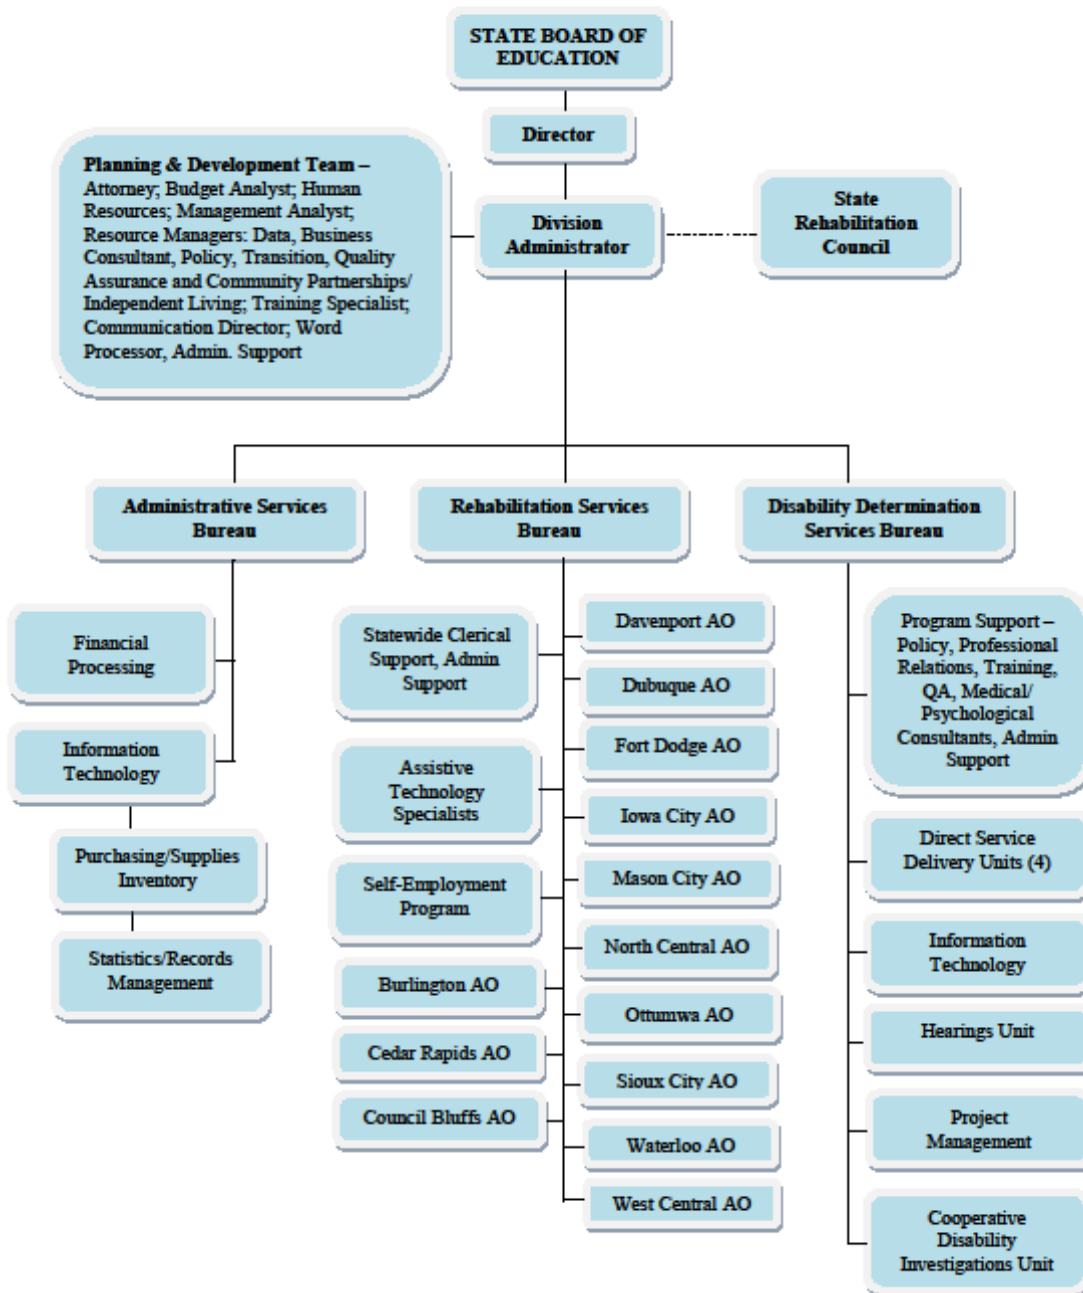 STATE BOARD OF
EDUCATION
Director
Planning & Development Team –
Attorney; Budget Analyst; Human
Resources; Management Analyst;
Resource Managers: Data, Business
Consultant, Policy, Transition, Quality
Assurance and Community Partnerships/
Independent Living; Training Specialist;
Communication Director; Word
Processor, Admin. Support
Division
Administrator
State
Rehabilitation
Council
Administrative Services
Bureau
Rehabilitation Services
Bureau
Disability Determination
Services Bureau
Financial
Processing
Information
Technology
Purchasing/Supplies
Inventory
Statistics/Records
Management
Statewide Clerical
Support, Admin
Support
Assistive
Technology
Specialists
Self-Employment
Program
Burlington AO
Cedar Rapids AO
Council Bluffs AO
Davenport AO
Dubuque AO
Fort Dodge AO
Iowa City AO
Mason City AO
North Central AO
Ottumwa AO
Sioux City AO
Waterloo AO
West Central AO
Program Support –
Policy, Professional
Relations, Training,
QA, Medical/
Psychological
Consultants, Admin
Support
Direct Service
Delivery Units (4)
Information
Technology
Hearings Unit
Project
Management
Cooperative
Disability
Investigations Unit